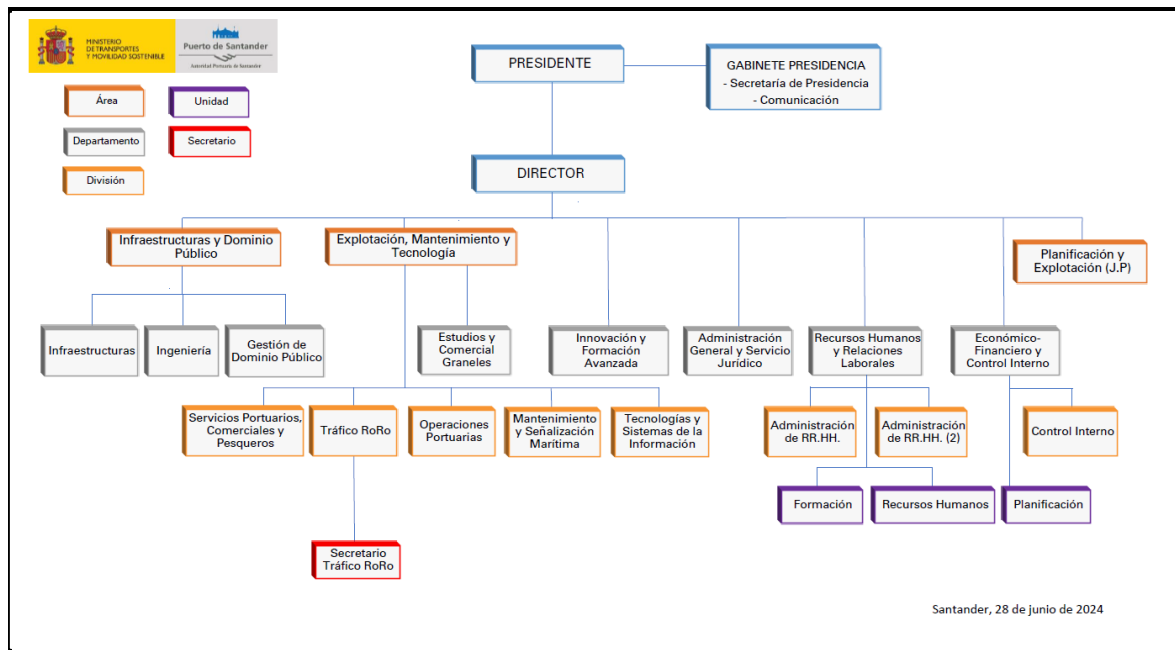 MINISTERIO
DE TRANSPORTES
Y MOVILIDAD SOSTENIBLE
Puerto de Santander
Autoridad Portuaria de Santander
Área
Unidad
Departamento
Secretario
División
PRESIDENTE
GABINETE PRESIDENCIA
- Secretaría de Presidencia
- Comunicación
DIRECTOR
Infraestructuras y Dominio
Público
Explotación, Mantenimiento y
Tecnología
Planificación y
Explotación (J.P)
Infraestructuras
Ingeniería
Gestión de
Dominio Público
Estudios y
Comercial
Graneles
Innovación y
Formación
Avanzada
Administración
General y Servicio
Jurídico
Recursos Humanos
y Relaciones
Laborales
Económico-
Financiero y
Control Interno
Servicios Portuarios,
Comerciales y
Pesqueros
Tráfico RoRo
Operaciones
Portuarias
Mantenimiento
y Señalización
Marítima
Tecnologías y
Sistemas de la
Información
Administración
de RR.HH.
Administración
de RR.HH. (2)
Control Interno
Formación
Recursos Humanos
Planificación
Secretario
Tráfico RoRo
Santander, 28 de junio de 2024